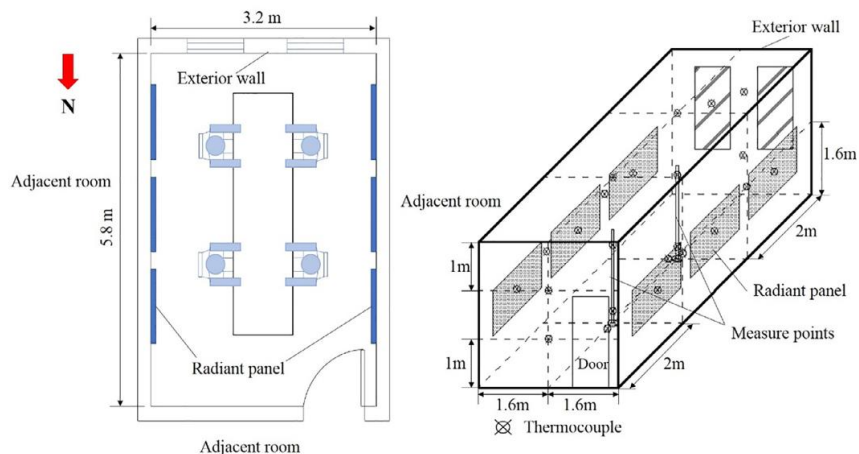 3.2 m
Exterior wall
N
Adjacent room
5.8 m
Radiant panel
Adjacent room
Exterior wall
1.6m
Adjacent room
2m
1m
Radiant panel
Measure points
1m
Door
2m
1.6m
1.6m
Thermocouple